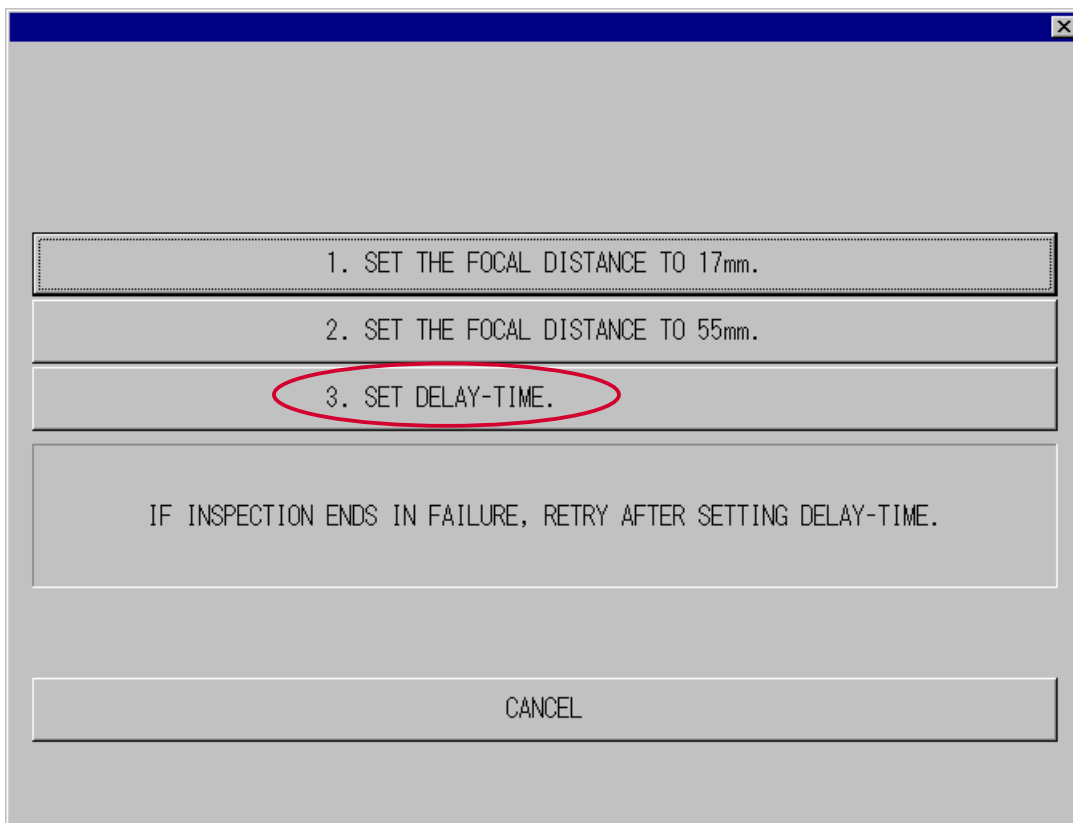 1. SET THE FOCAL DISTANCE TO 17mm.
2. SET THE FOCAL DISTANCE TO 55mm.
3. SET DELAY-TIME.
IF INSPECTION ENDS IN FAILURE, RETRY AFTER SETTING DELAY-TIME.
CANCEL